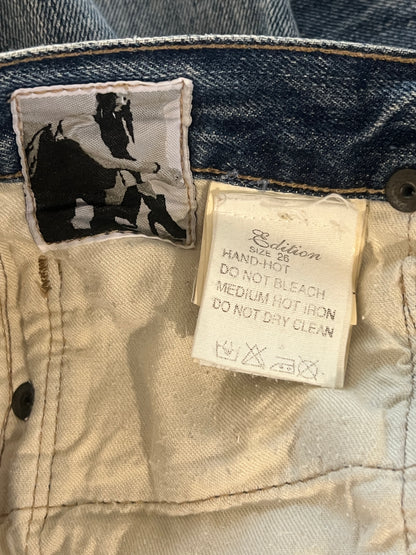 Edition
SIZE 26
HAND-HOT
DO NOT BLEACH
MEDIUM HOT IRON
DO NOT DRY CLEAN